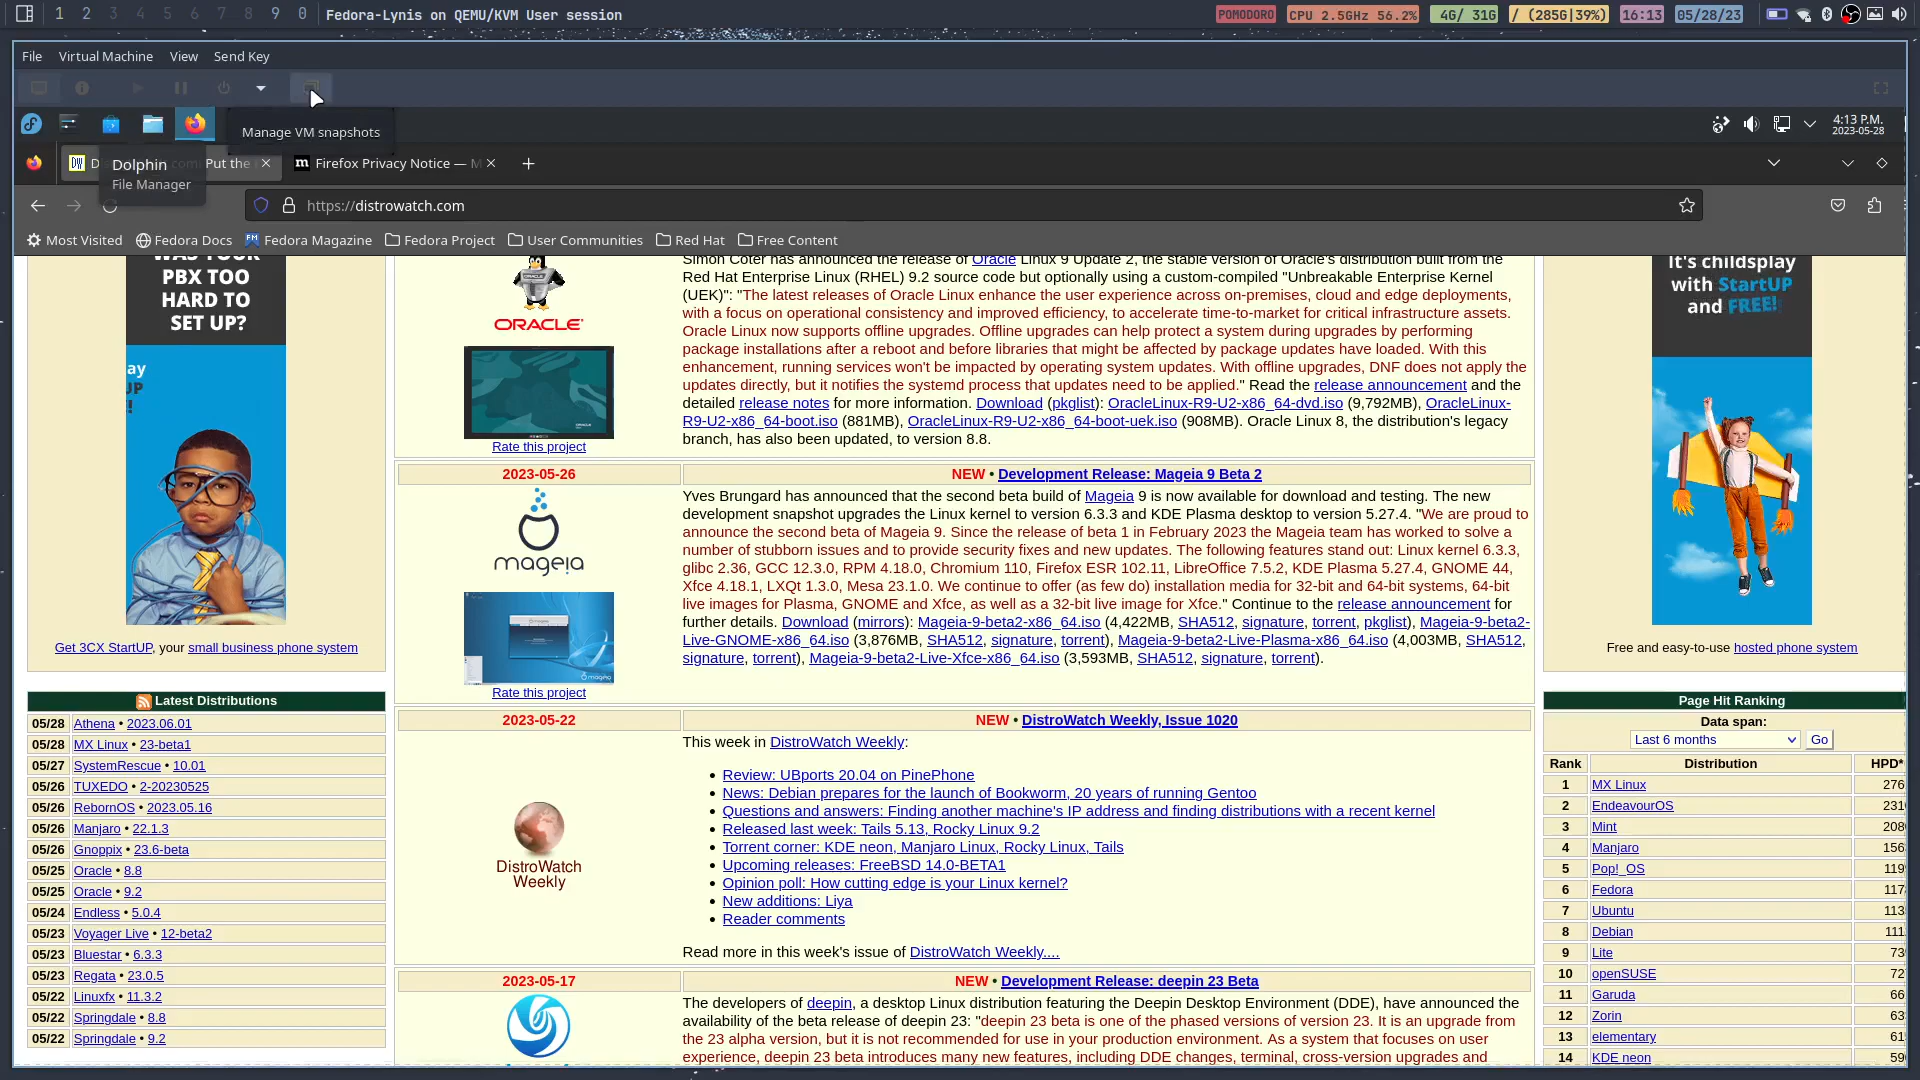 1 2 3 4 5 6 7 8 9 0 Fedora-Lynis on QEMU/KVM User session
POMODORO CPU 2.5GHz 56.2% 4G/ 31G / (285G|39%) 16:13 05/28/23
File Virtual Machine View Send Key
Manage VM snapshots
4:13 P.M.
2023-05-28
DW D .com: Put the
m Firefox Privacy Notice — M
Dolphin
File Manager
https://distrowatch.com
Most Visited Fedora Docs FM Fedora Magazine Fedora Project User Communities Red Hat Free Content
WAS YOUR
PBX TOO
HARD TO
SET UP?
ay
UP
!!
Get 3CX StartUP, your small business phone system
Latest Distributions
05/28 Athena • 2023.06.01
05/28 MX Linux • 23-beta1
05/27 SystemRescue • 10.01
05/26 TUXEDO • 2-20230525
05/26 RebornOS • 2023.05.16
05/26 Manjaro • 22.1.3
05/26 Gnoppix • 23.6-beta
05/25 Oracle • 8.8
05/25 Oracle • 9.2
05/24 Endless • 5.0.4
05/23 Voyager Live • 12-beta2
05/23 Bluestar • 6.3.3
05/23 Regata • 23.0.5
05/22 Linuxfx • 11.3.2
05/22 Springdale • 8.8
05/22 Springdale • 9.2
ORACLE
Rate this project
Simon Coter has announced the release of Oracle Linux 9 Update 2, the stable version of Oracle's distribution built from the
Red Hat Enterprise Linux (RHEL) 9.2 source code but optionally using a custom-compiled "Unbreakable Enterprise Kernel
(UEK)": "The latest releases of Oracle Linux enhance the user experience across on-premises, cloud and edge deployments,
with a focus on operational consistency and improved efficiency, to accelerate time-to-market for critical infrastructure assets.
Oracle Linux now supports offline upgrades. Offline upgrades can help protect a system during upgrades by performing
package installations after a reboot and before libraries that might be affected by package updates have loaded. With this
enhancement, running services won't be impacted by operating system updates. With offline upgrades, DNF does not apply the
updates directly, but it notifies the systemd process that updates need to be applied." Read the release announcement and the
detailed release notes for more information. Download (pkglist): OracleLinux-R9-U2-x86_64-dvd.iso (9,792MB), OracleLinux-
R9-U2-x86_64-boot.iso (881MB), OracleLinux-R9-U2-x86_64-boot-uek.iso (908MB). Oracle Linux 8, the distribution's legacy
branch, has also been updated, to version 8.8.
2023-05-26 NEW • Development Release: Mageia 9 Beta 2
mageia
Rate this project
Yves Brungard has announced that the second beta build of Mageia 9 is now available for download and testing. The new
development snapshot upgrades the Linux kernel to version 6.3.3 and KDE Plasma desktop to version 5.27.4. "We are proud to
announce the second beta of Mageia 9. Since the release of beta 1 in February 2023 the Mageia team has worked to solve a
number of stubborn issues and to provide security fixes and new updates. The following features stand out: Linux kernel 6.3.3,
glibc 2.36, GCC 12.3.0, RPM 4.18.0, Chromium 110, Firefox ESR 102.11, LibreOffice 7.5.2, KDE Plasma 5.27.4, GNOME 44,
Xfce 4.18.1, LXQt 1.3.0, Mesa 23.1.0. We continue to offer (as few do) installation media for 32-bit and 64-bit systems, 64-bit
live images for Plasma, GNOME and Xfce, as well as a 32-bit live image for Xfce." Continue to the release announcement for
further details. Download (mirrors): Mageia-9-beta2-x86_64.iso (4,422MB, SHA512, signature, torrent, pkglist), Mageia-9-beta2-
Live-GNOME-x86_64.iso (3,876MB, SHA512, signature, torrent), Mageia-9-beta2-Live-Plasma-x86_64.iso (4,003MB, SHA512,
signature, torrent), Mageia-9-beta2-Live-Xfce-x86_64.iso (3,593MB, SHA512, signature, torrent).
2023-05-22 NEW • DistroWatch Weekly, Issue 1020
DistroWatch
Weekly
This week in DistroWatch Weekly:
• Review: UBports 20.04 on PinePhone
• News: Debian prepares for the launch of Bookworm, 20 years of running Gentoo
• Questions and answers: Finding another machine's IP address and finding distributions with a recent kernel
• Released last week: Tails 5.13, Rocky Linux 9.2
• Torrent corner: KDE neon, Manjaro Linux, Rocky Linux, Tails
• Upcoming releases: FreeBSD 14.0-BETA1
• Opinion poll: How cutting edge is your Linux kernel?
• New additions: Liya
• Reader comments
Read more in this week's issue of DistroWatch Weekly....
2023-05-17 NEW • Development Release: deepin 23 Beta
The developers of deepin, a desktop Linux distribution featuring the Deepin Desktop Environment (DDE), have announced the
availability of the beta release of deepin 23: "deepin 23 beta is one of the phased versions of version 23. It is an upgrade from
the 23 alpha version, but it is not recommended for use in your production environment. As a system that focuses on user
experience, deepin 23 beta introduces many new features, including DDE changes, terminal, cross-version upgrades and
It's childsplay
with StartUP
and FREE!
Free and easy-to-use hosted phone system
Page Hit Ranking
Data span:
Last 6 months Go
Rank Distribution HPD*
1 MX Linux 276
2 EndeavourOS 231
3 Mint 208
4 Manjaro 156
5 Pop!_OS 119
6 Fedora 117
7 Ubuntu 113
8 Debian 111
9 Lite 73
10 openSUSE 72
11 Garuda 66
12 Zorin 63
13 elementary 61
14 KDE neon 59